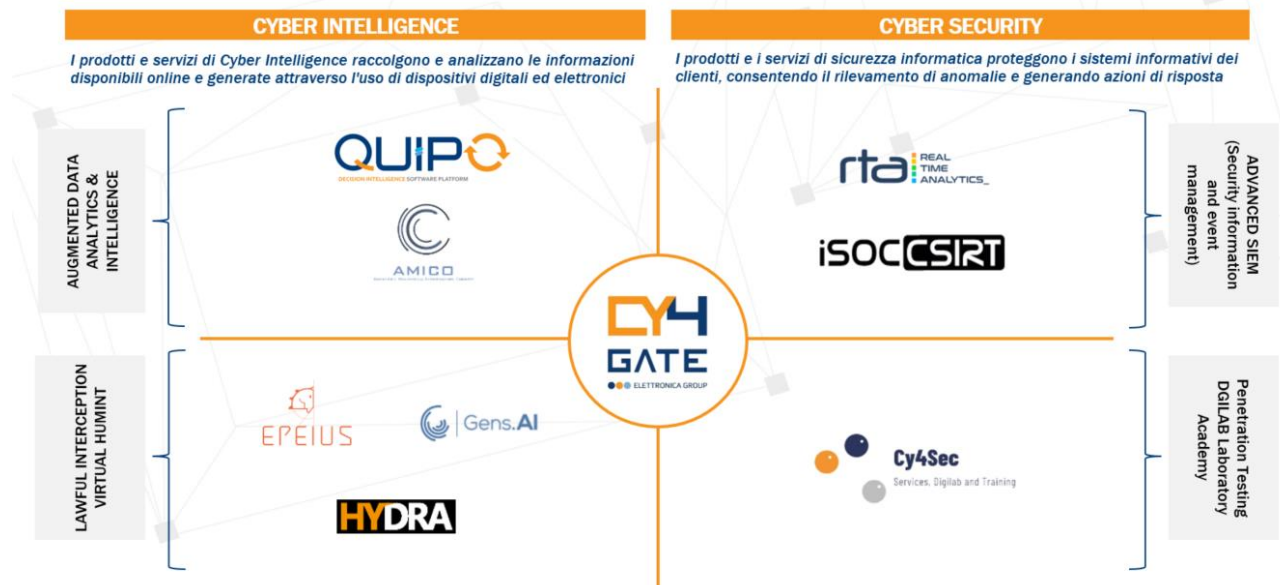 CYBER INTELLIGENCE
I prodotti e servizi di Cyber Intelligence raccolgono e analizzano le informazioni
disponibili online e generate attraverso l'uso di dispositivi digitali ed elettronici
CYBER SECURITY
I prodotti e i servizi di sicurezza informatica proteggono i sistemi informativi dei
clienti, consentendo il rilevamento di anomalie e generando azioni di risposta
AUGMENTED DATA
ANALYTICS &
INTELLIGENCE
QUIPO
DECISION INTELLIGENCE SOFTWARE PLATFORM
AMICO
rta
REAL
TIME
ANALYTICS_
iSOC CSIRT
ADVANCED SIEM
(Security information
and event
management)
CY4
GATE
ELETTRONICA GROUP
LAWFUL INTERCEPTION
VIRTUAL HUMINT
EPEIUS
Gens.AI
HYDRA
Cy4Sec
Services, Digilab and Training
Penetration Testing
DGILAB Laboratory
Academy